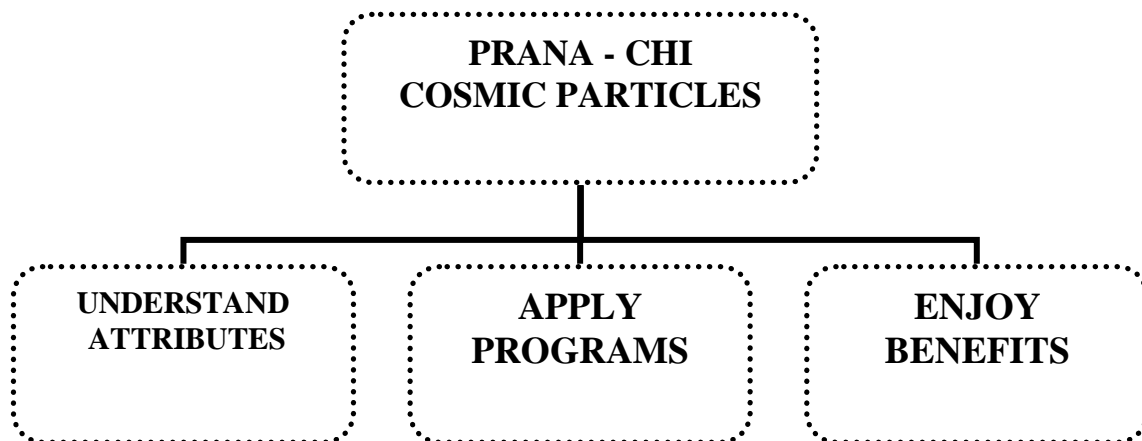 PRANA - CHI
COSMIC PARTICLES
UNDERSTAND
ATTRIBUTES
APPLY
PROGRAMS
ENJOY
BENEFITS